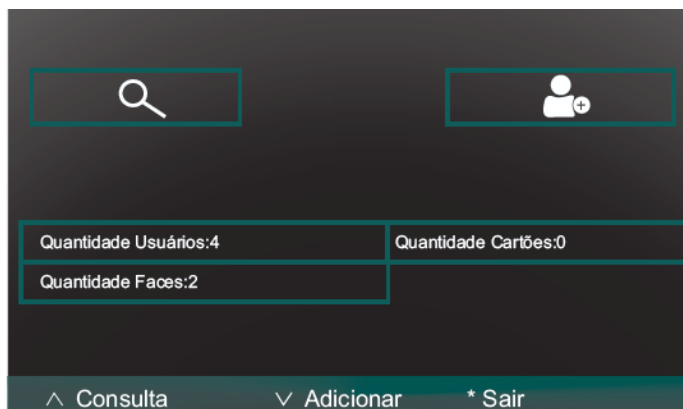 Quantidade Usuários:4 Quantidade Cartões:0
Quantidade Faces:2
∧ Consulta ∨ Adicionar * Sair